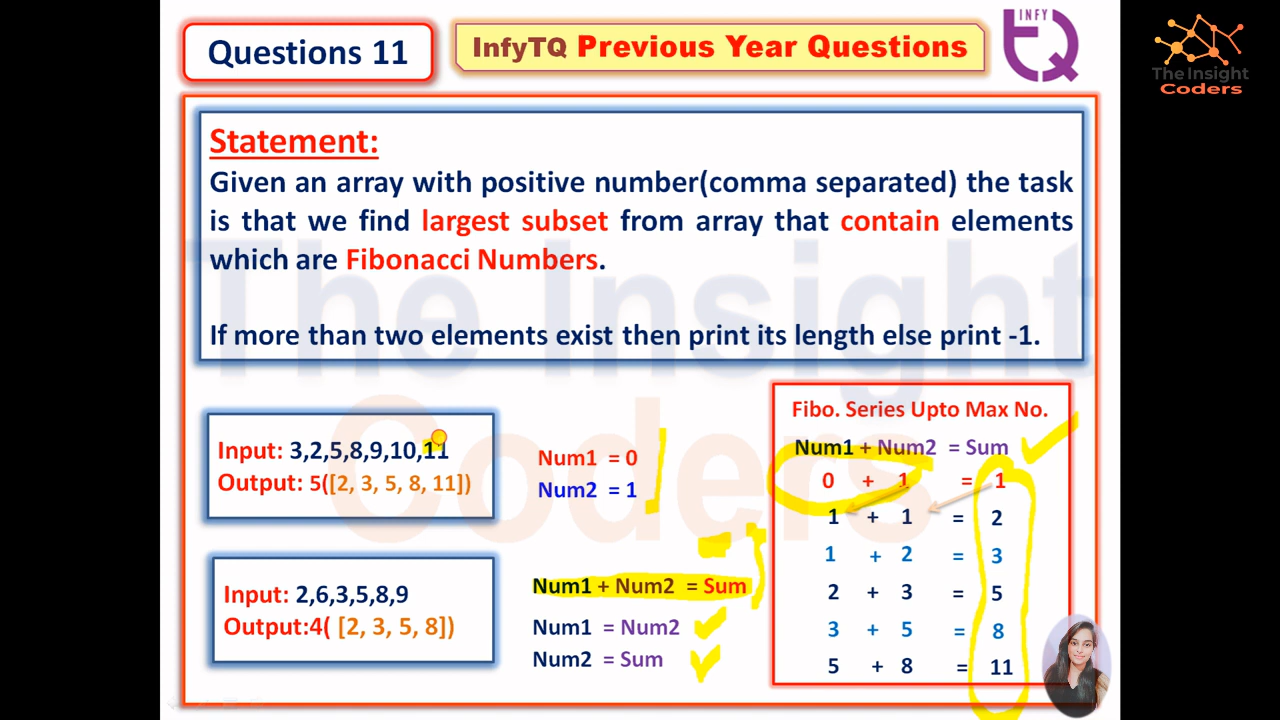 Questions 11
InfyTQ Previous Year Questions
INFY
TQ
The Insight
Coders
Statement:
Given an array with positive number(comma separated) the task
is that we find largest subset from array that contain elements
which are Fibonacci Numbers.
If more than two elements exist then print its length else print -1.
The Insight
Coders
Input: 3,2,5,8,9,10,11
Output: 5([2, 3, 5, 8, 11])
Input: 2,6,3,5,8,9
Output:4( [2, 3, 5, 8])
Num1 = 0
Num2 = 1
Num1 + Num2 = Sum
Num1 = Num2
Num2 = Sum
Fibo. Series Upto Max No.
Num1 + Num2 = Sum
0 + 1 = 1
1 + 1 = 2
1 + 2 = 3
2 + 3 = 5
3 + 5 = 8
5 + 8 = 11